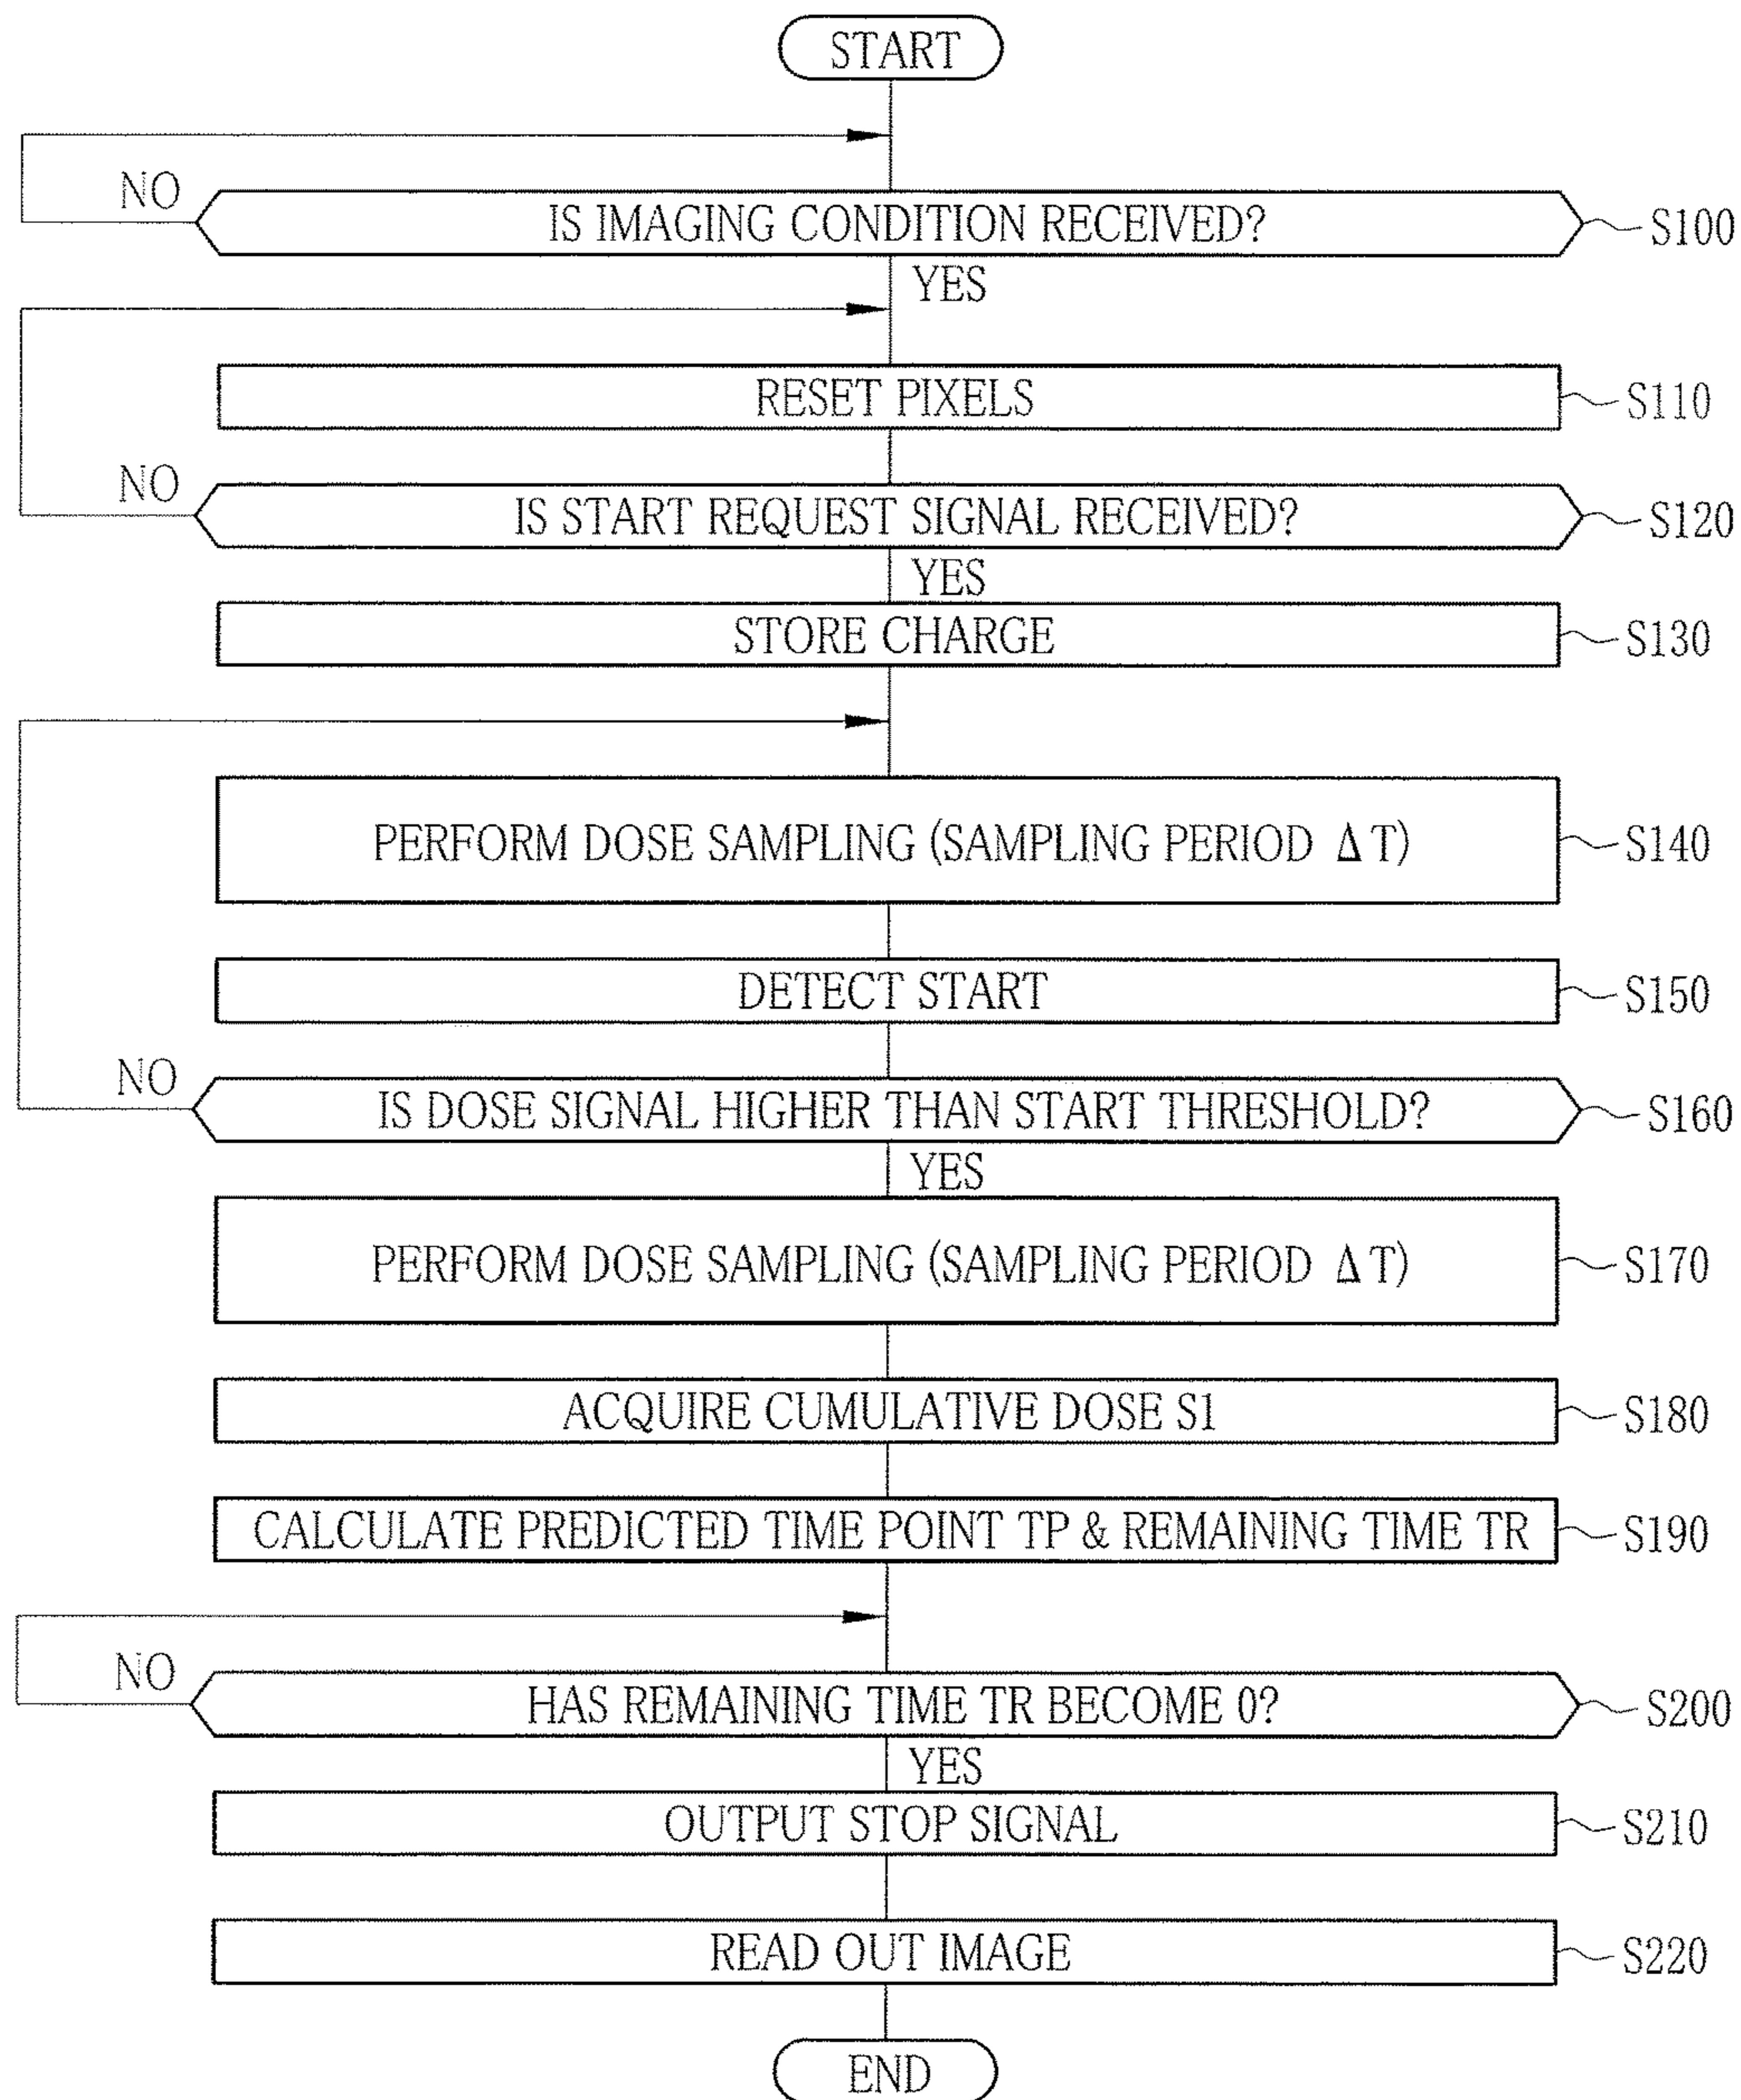 START
NO
IS IMAGING CONDITION RECEIVED?
S100
YES
RESET PIXELS
S110
NO
IS START REQUEST SIGNAL RECEIVED?
S120
YES
STORE CHARGE
S130
PERFORM DOSE SAMPLING (SAMPLING PERIOD ΔT)
S140
DETECT START
S150
NO
IS DOSE SIGNAL HIGHER THAN START THRESHOLD?
S160
YES
PERFORM DOSE SAMPLING (SAMPLING PERIOD ΔT)
S170
ACQUIRE CUMULATIVE DOSE S1
S180
CALCULATE PREDICTED TIME POINT TP & REMAINING TIME TR
S190
NO
HAS REMAINING TIME TR BECOME 0?
S200
YES
OUTPUT STOP SIGNAL
S210
READ OUT IMAGE
S220
END